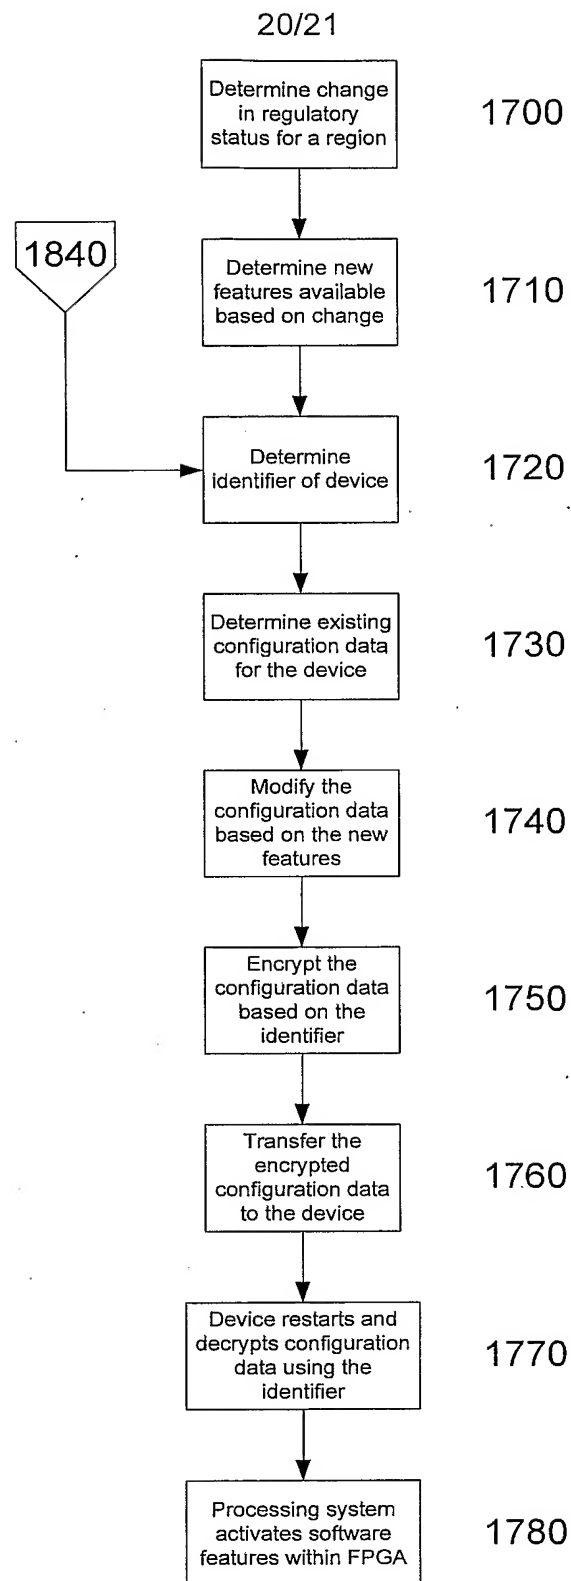 20/21
Determine change
in regulatory
status for a region
1700
1840
Determine new
features available
based on change
1710
Determine
identifier of device
1720
Determine existing
configuration data
for the device
1730
Modify the
configuration data
based on the new
features
1740
Encrypt the
configuration data
based on the
identifier
1750
Transfer the
encrypted
configuration data
to the device
1760
Device restarts and
decrypts configuration
data using the
identifier
1770
Processing system
activates software
features within FPGA
1780